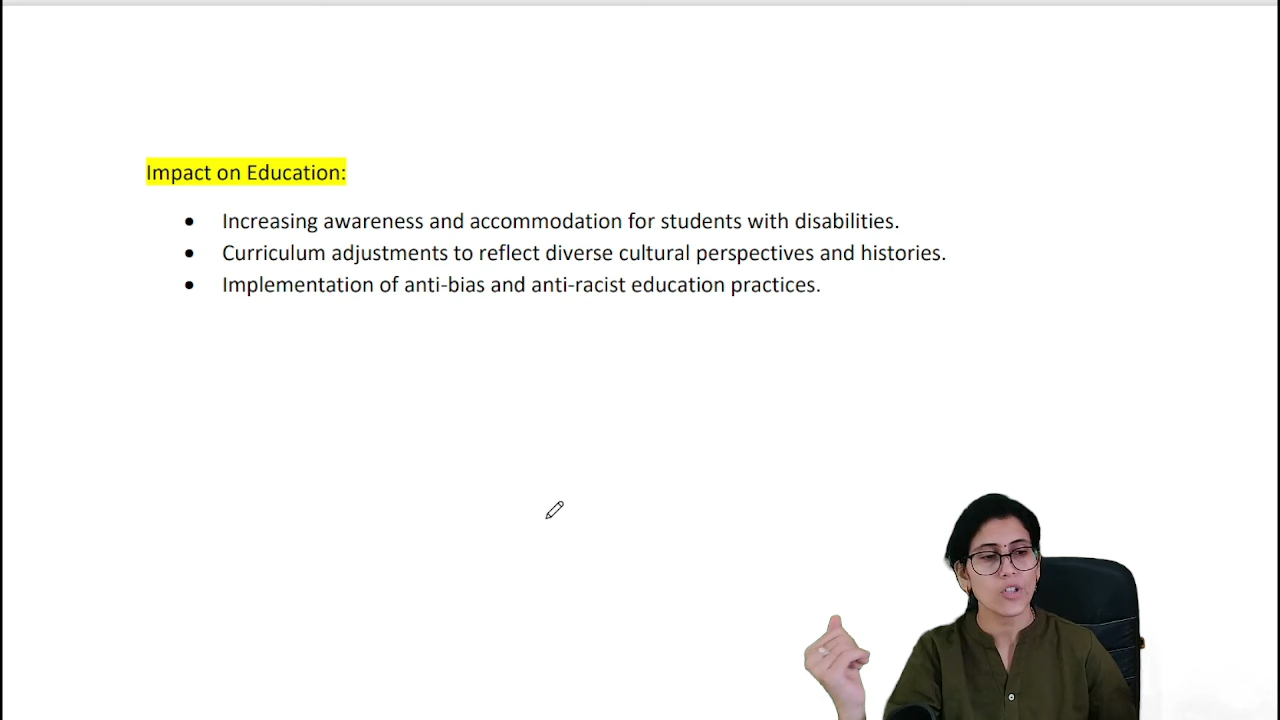 Impact on Education:
• Increasing awareness and accommodation for students with disabilities.
• Curriculum adjustments to reflect diverse cultural perspectives and histories.
• Implementation of anti-bias and anti-racist education practices.